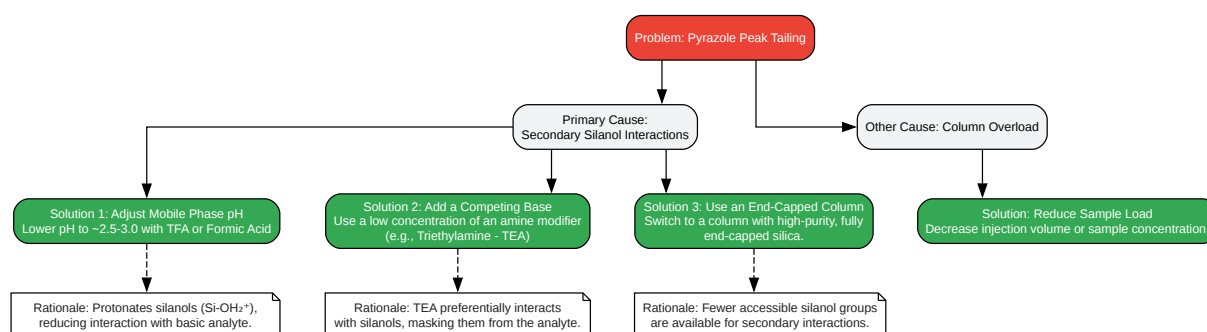 Problem: Pyrazole Peak Tailing
Primary Cause:
Secondary Silanol Interactions
Other Cause: Column Overload
Solution 1: Adjust Mobile Phase pH
Lower pH to ~2.5-3.0 with TFA or Formic Acid
Solution 2: Add a Competing Base
Use a low concentration of an amine modifier
(e.g., Triethylamine - TEA)
Solution 3: Use an End-Capped Column
Switch to a column with high-purity, fully
end-capped silica.
Solution: Reduce Sample Load
Decrease injection volume or sample concentration.
Rationale: Protonates silanols (Si-OH₂⁺),
reducing interaction with basic analyte.
Rationale: TEA preferentially interacts
with silanols, masking them from the analyte.
Rationale: Fewer accessible silanol groups
are available for secondary interactions.